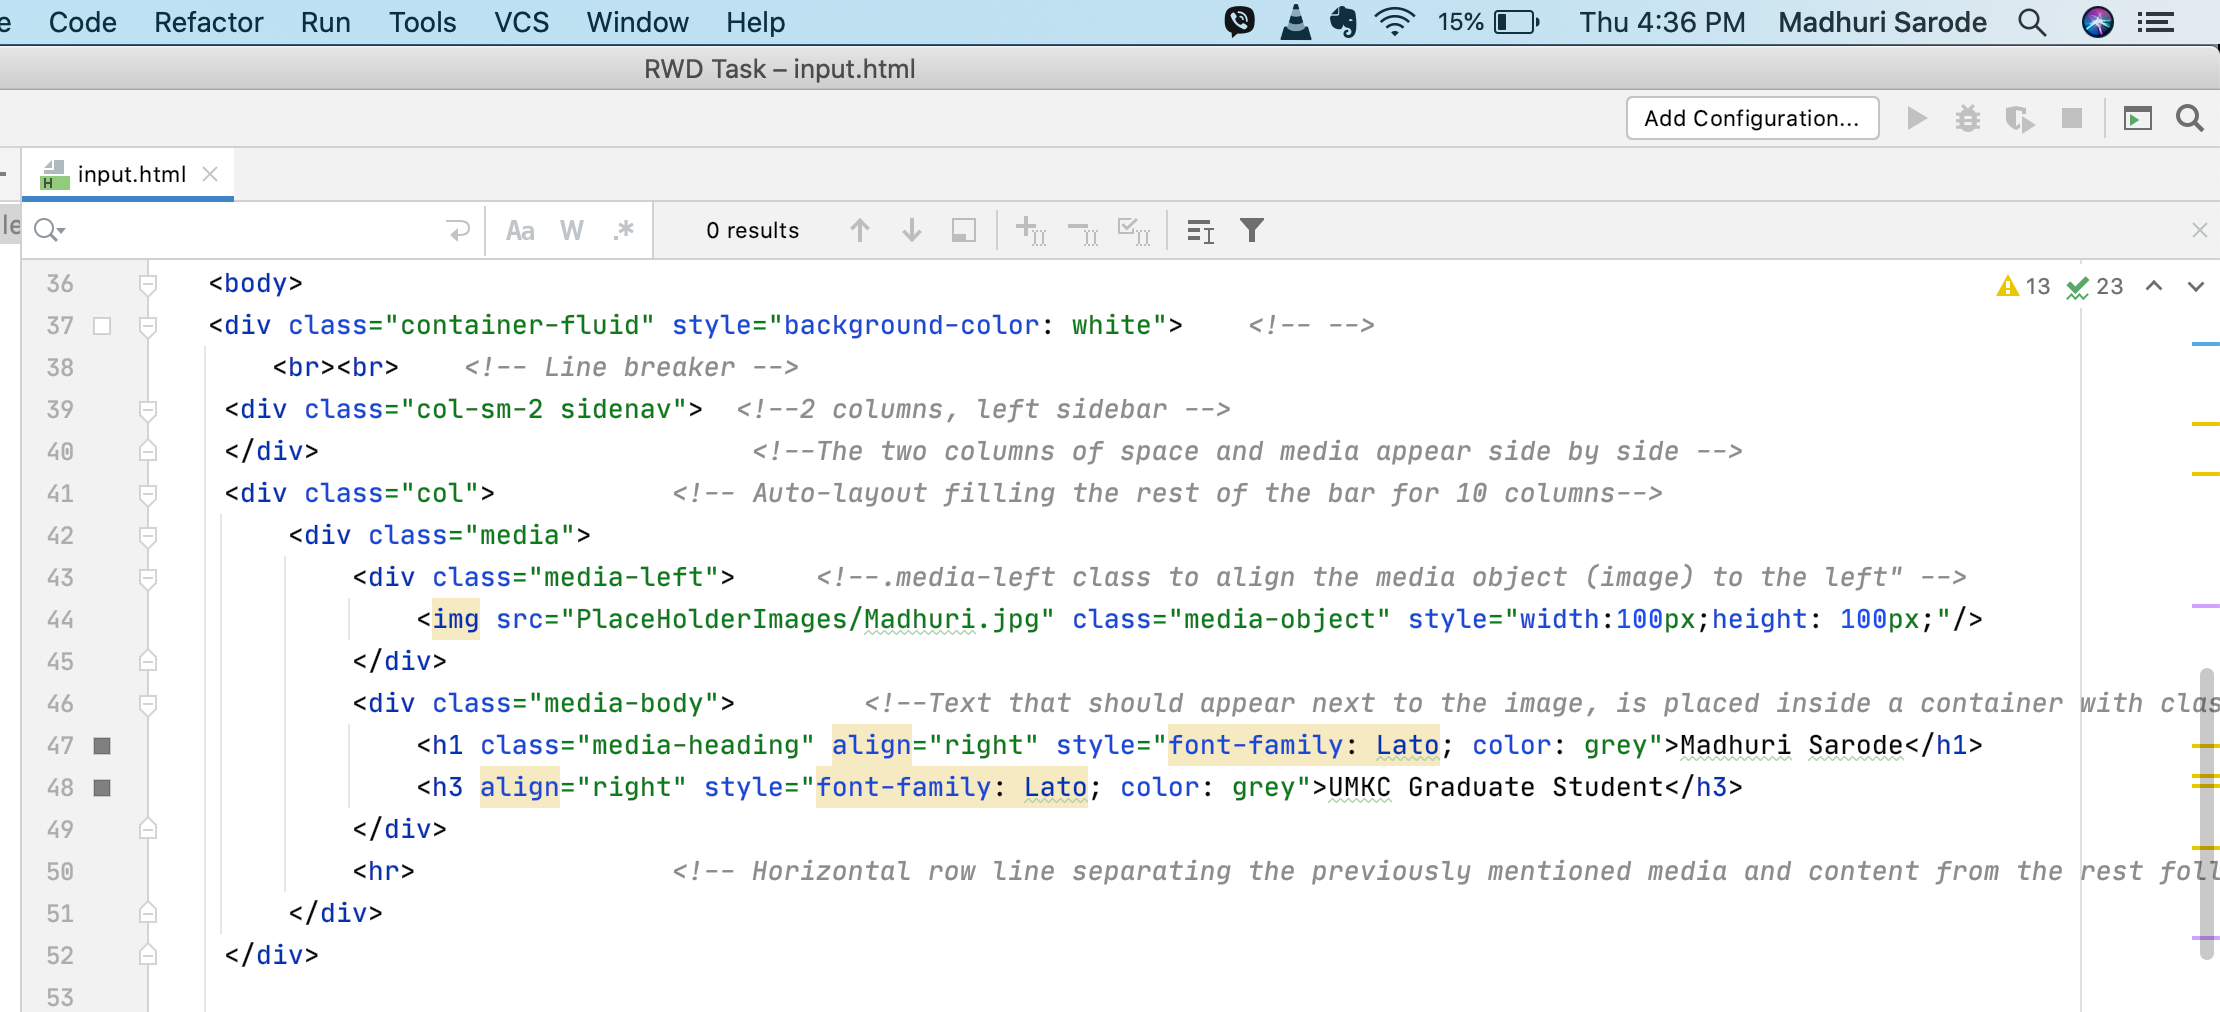 Code Refactor Run Tools VCS Window Help 15% Thu 4:36 PM Madhuri Sarode
RWD Task – input.html
Add Configuration...
input.html
le
Aa W .* 0 results
36 <body> 13 23
37 <div class="container-fluid" style="background-color: white"> <!-- -->
38 <br><br> <!-- Line breaker -->
39 <div class="col-sm-2 sidenav"> <!--2 columns, left sidebar -->
40 </div> <!--The two columns of space and media appear side by side -->
41 <div class="col"> <!-- Auto-layout filling the rest of the bar for 10 columns-->
42 <div class="media">
43 <div class="media-left"> <!--.media-left class to align the media object (image) to the left" -->
44 <img src="PlaceHolderImages/Madhuri.jpg" class="media-object" style="width:100px;height: 100px;"/>
45 </div>
46 <div class="media-body"> <!--Text that should appear next to the image, is placed inside a container with clas
47 <h1 class="media-heading" align="right" style="font-family: Lato; color: grey">Madhuri Sarode</h1>
48 <h3 align="right" style="font-family: Lato; color: grey">UMKC Graduate Student</h3>
49 </div>
50 <hr> <!-- Horizontal row line separating the previously mentioned media and content from the rest foll
51 </div>
52 </div>
53